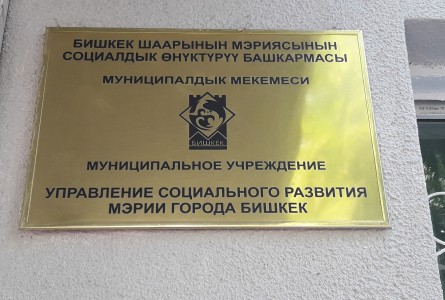 БИШКЕК ШААРЫНЫН МЭРИЯСЫНЫН
СОЦИАЛДЫК ӨНҮКТҮРҮҮ БАШКАРМАСЫ
МУНИЦИПАЛДЫК МЕКЕМЕСИ
БИШКЕК
МУНИЦИПАЛЬНОЕ УЧРЕЖДЕНИЕ
УПРАВЛЕНИЕ СОЦИАЛЬНОГО РАЗВИТИЯ
МЭРИИ ГОРОДА БИШКЕК